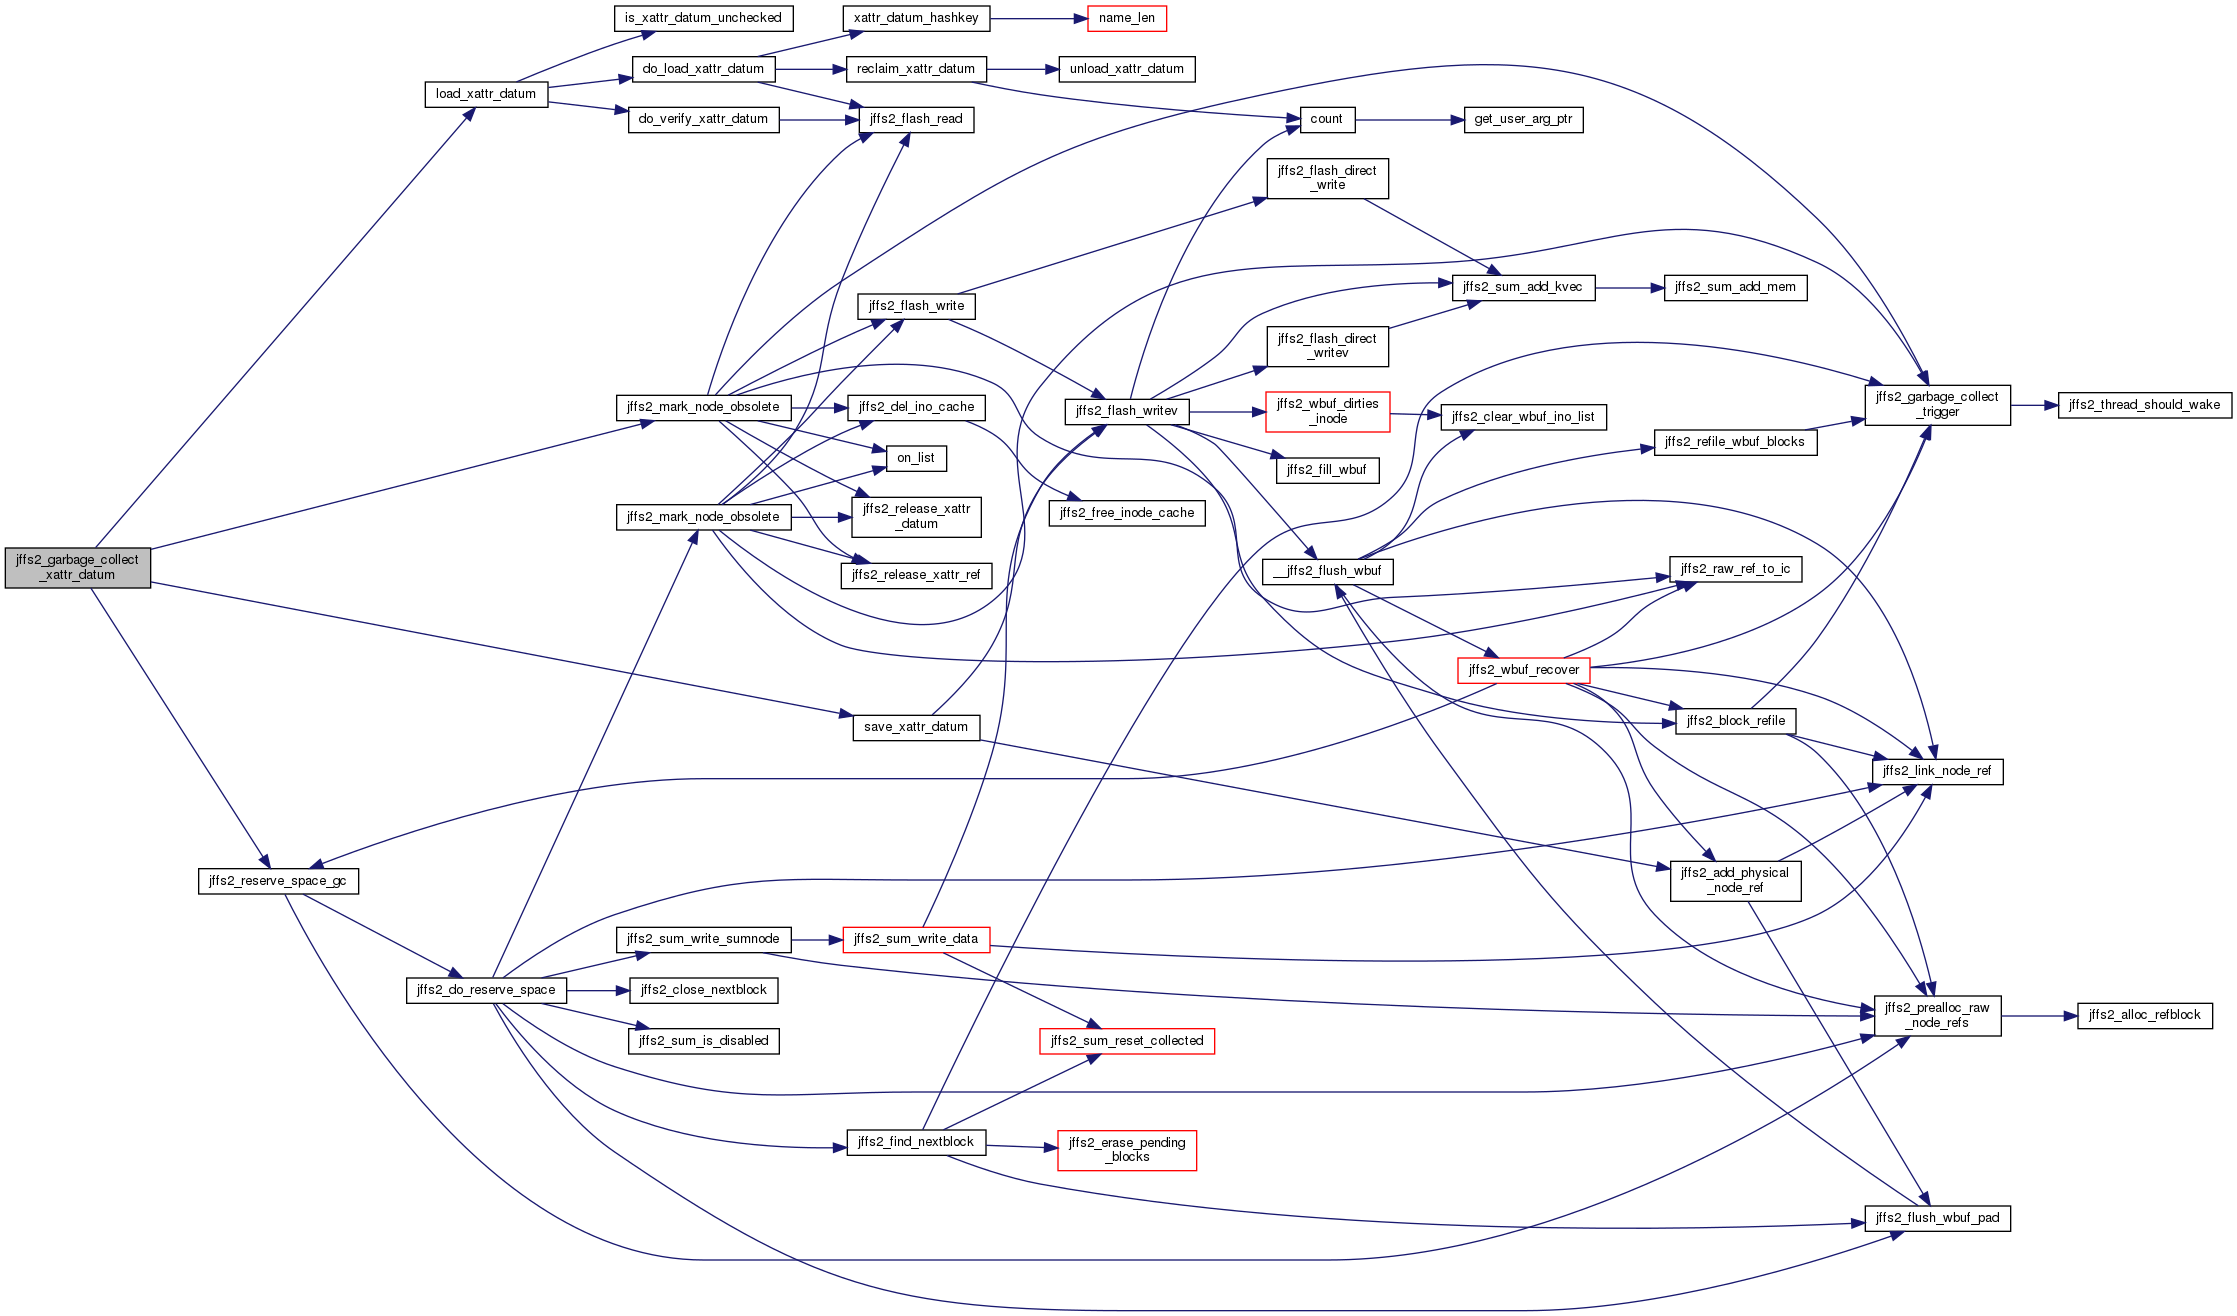 is_xattr_datum_unchecked
xattr_datum_hashkey
name_len
do_load_xattr_datum
reclaim_xattr_datum
unload_xattr_datum
load_xattr_datum
do_verify_xattr_datum
jffs2_flash_read
count
get_user_arg_ptr
jffs2_flash_direct
_write
jffs2_sum_add_kvec
jffs2_sum_add_mem
jffs2_flash_write
jffs2_flash_direct
_writev
jffs2_mark_node_obsolete
jffs2_del_ino_cache
jffs2_flash_writev
jffs2_wbuf_dirties
_inode
jffs2_clear_wbuf_ino_list
jffs2_garbage_collect
_trigger
jffs2_thread_should_wake
on_list
jffs2_fill_wbuf
jffs2_refile_wbuf_blocks
jffs2_mark_node_obsolete
jffs2_release_xattr
_datum
jffs2_free_inode_cache
jffs2_garbage_collect
_xattr_datum
jffs2_release_xattr_ref
__jffs2_flush_wbuf
jffs2_raw_ref_to_ic
jffs2_wbuf_recover
save_xattr_datum
jffs2_block_refile
jffs2_link_node_ref
jffs2_reserve_space_gc
jffs2_add_physical
_node_ref
jffs2_sum_write_sumnode
jffs2_sum_write_data
jffs2_do_reserve_space
jffs2_close_nextblock
jffs2_prealloc_raw
_node_refs
jffs2_alloc_refblock
jffs2_sum_is_disabled
jffs2_sum_reset_collected
jffs2_find_nextblock
jffs2_erase_pending
_blocks
jffs2_flush_wbuf_pad